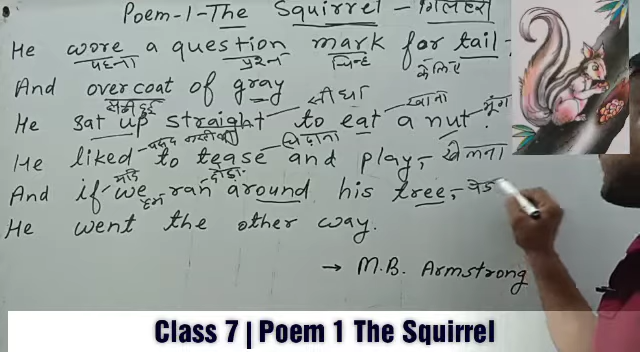 Poem-1-The Squirrel - गिलहरी
He wore a question mark for tail -
पहना प्रश्न चिन्ह के लिए
And overcoat of gray
He sat up straight to eat a nut.
सीधा खाना मूंग
He liked to tease and play,
चिढाना खेलना
And if we ran around his tree,
यदि हम पेड
He went the other way.
→ M.B. Armstrong
Class 7 | Poem 1 The Squirrel